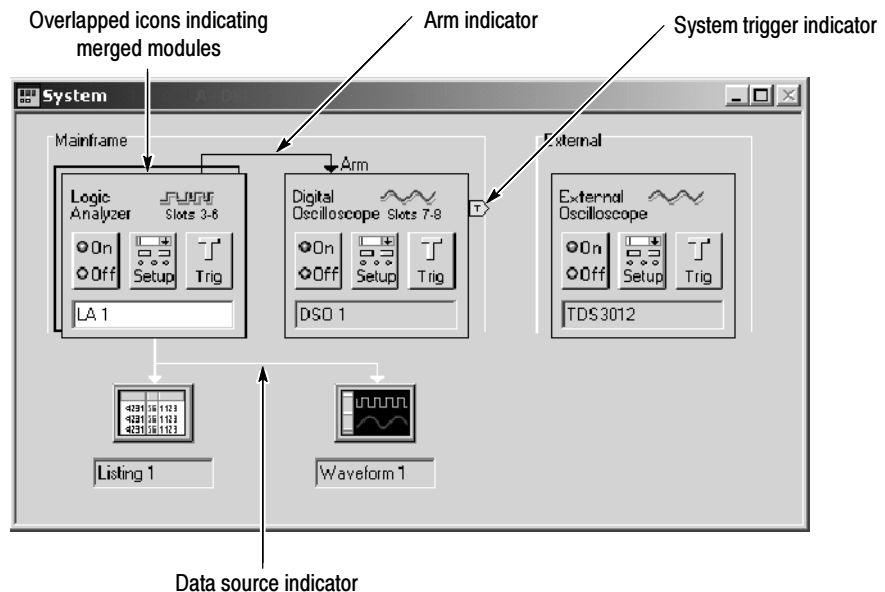 Overlapped icons indicating
merged modules
Arm indicator
System trigger indicator
System
Mainframe
External
Arm
Logic
Analyzer
Slots 3-6
On
Off
Setup
Trig
LA 1
Digital
Oscilloscope Slots 7-8
On
Off
Setup
Trig
DSO 1
T
External
Oscilloscope
On
Off
Setup
Trig
TDS3012
Listing 1
Waveform 1
Data source indicator